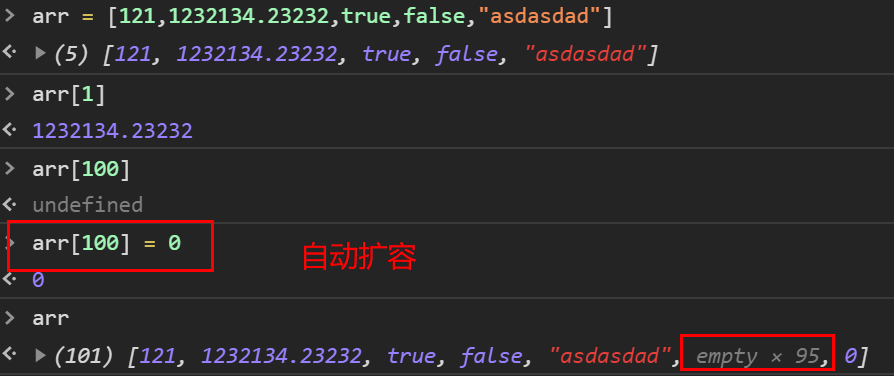 arr = [121,1232134.23232,true,false,"asdasdad"]
(5) [121, 1232134.23232, true, false, "asdasdad"]
arr[1]
1232134.23232
arr[100]
undefined
arr[100] = 0
自动扩容
0
arr
(101) [121, 1232134.23232, true, false, "asdasdad", empty × 95, 0]